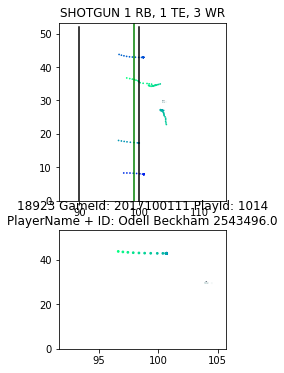 SHOTGUN 1 RB, 1 TE, 3 WR
50
40
30
20
10
0
90 100 110
18923 GameId: 2017100111 PlayId: 1014
PlayerName + ID: Odell Beckham 2543496.0
40
20
0
95 100 105